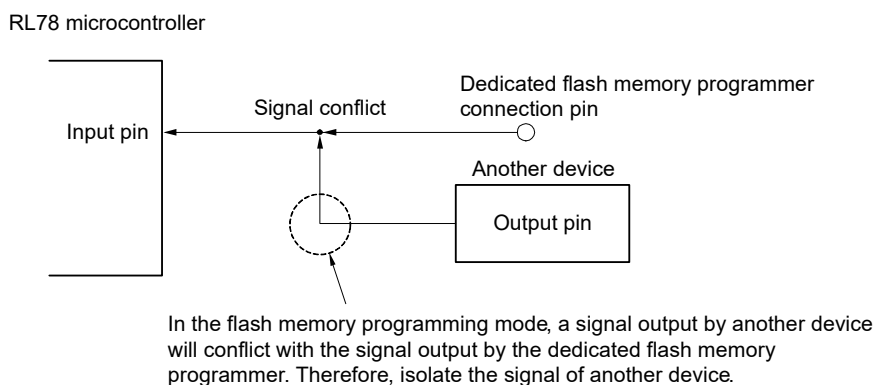 RL78 microcontroller
Dedicated flash memory programmer
connection pin
Signal conflict
Input pin
Another device
Output pin
In the flash memory programming mode, a signal output by another device
will conflict with the signal output by the dedicated flash memory
programmer. Therefore, isolate the signal of another device.